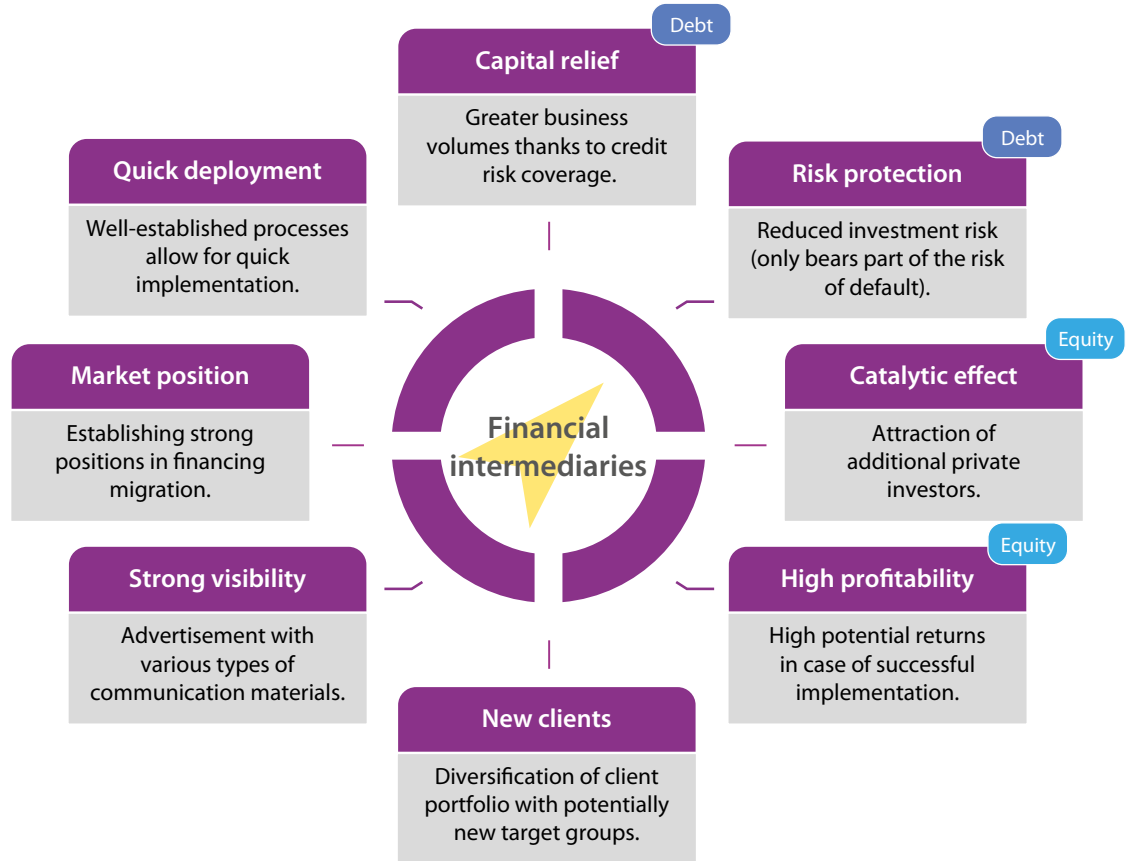 Debt
Capital relief
Greater business
volumes thanks to credit
risk coverage.
Debt
Risk protection
Reduced investment risk
(only bears part of the risk
of default).
Equity
Catalytic effect
Attraction of
additional private
investors.
Equity
High profitability
High potential returns
in case of successful
implementation.
New clients
Diversification of client
portfolio with potentially
new target groups.
Strong visibility
Advertisement with
various types of
communication materials.
Market position
Establishing strong
positions in financing
migration.
Quick deployment
Well-established processes
allow for quick
implementation.
Financial
intermediaries